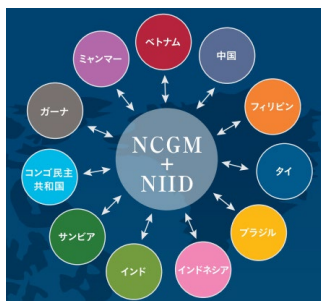 ベトナム
中国
フィリピン
タイ
ブラジル
インドネシア
インド
サンビア
コンゴ民主
共和国
ガーナ
ミャンマー
NCGM
+
NIID